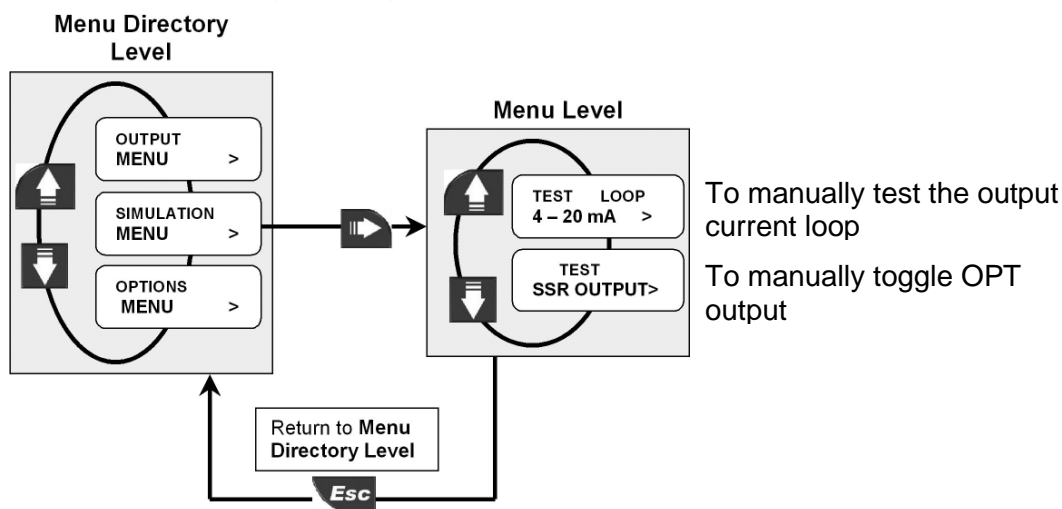 Menu Directory
Level
OUTPUT
MENU >
SIMULATION
MENU >
OPTIONS
MENU >
Menu Level
TEST LOOP
4 – 20 mA >
TEST
SSR OUTPUT>
To manually test the output
current loop
To manually toggle OPT
output
Return to Menu
Directory Level
Esc